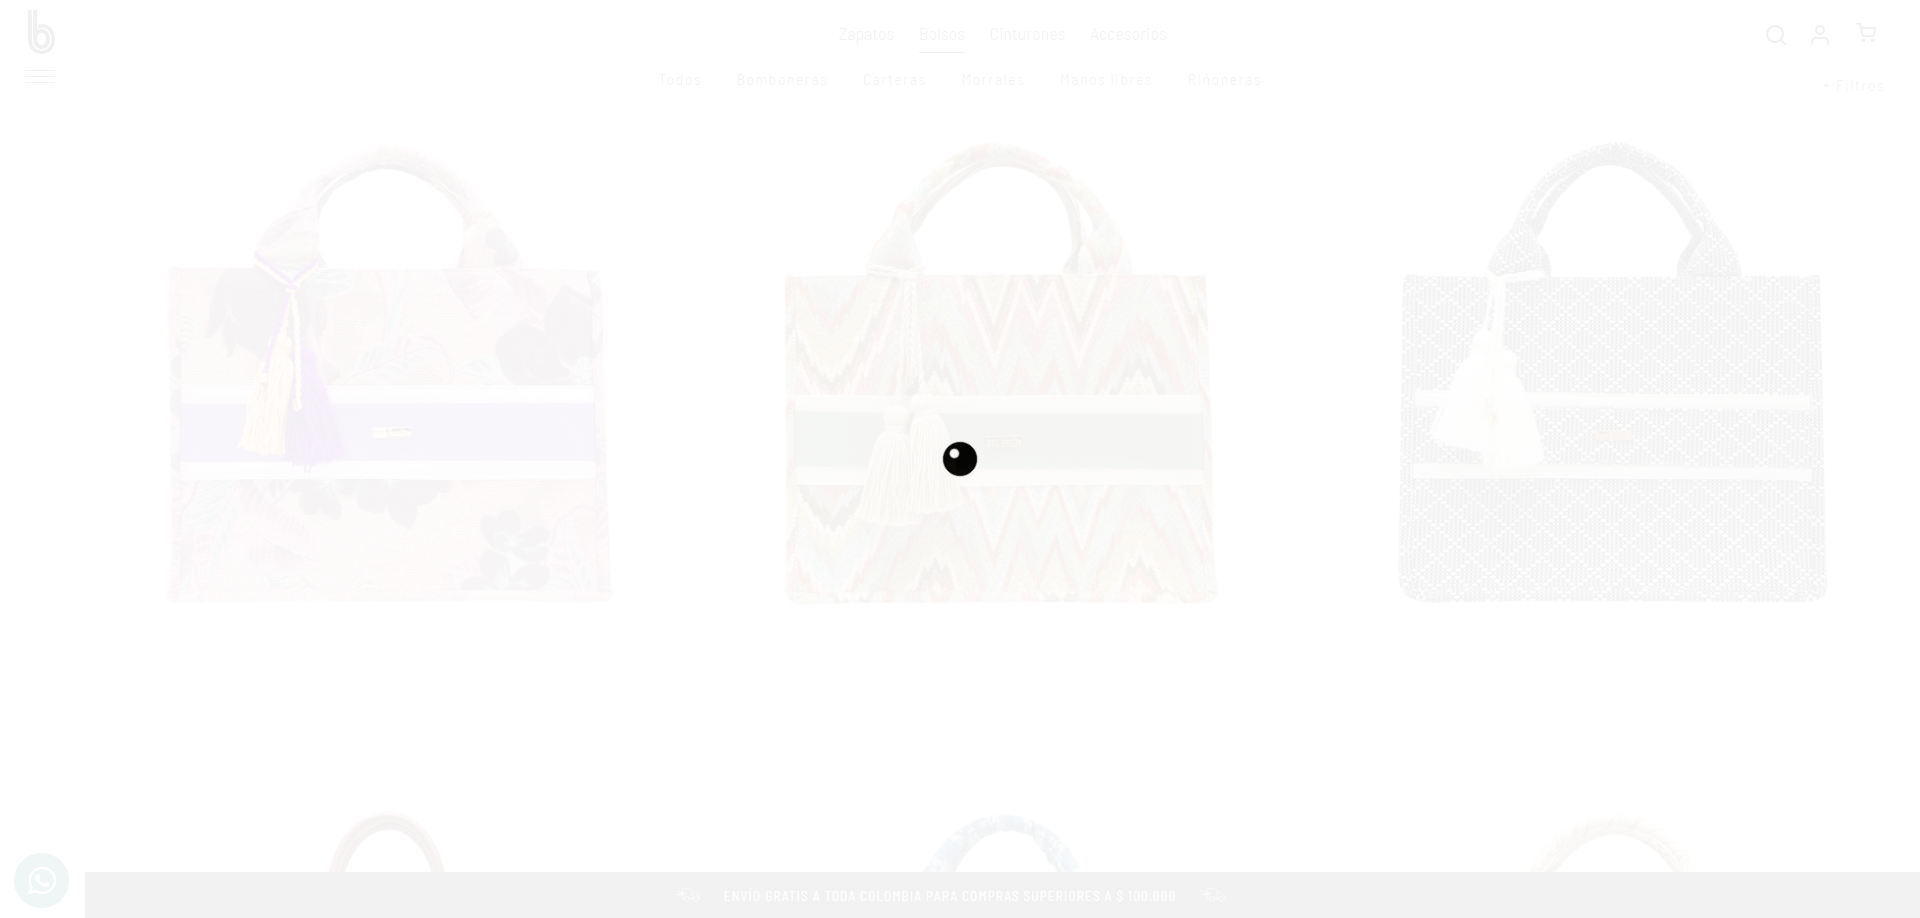 b
Zapatos Bolsos Cinturones Accesorios
Todos Bomboneras Carteras Morrales Manos libres Riñoneras
+ Filtros
ENVÍO GRATIS A TODA COLOMBIA PARA COMPRAS SUPERIORES A $ 100.000